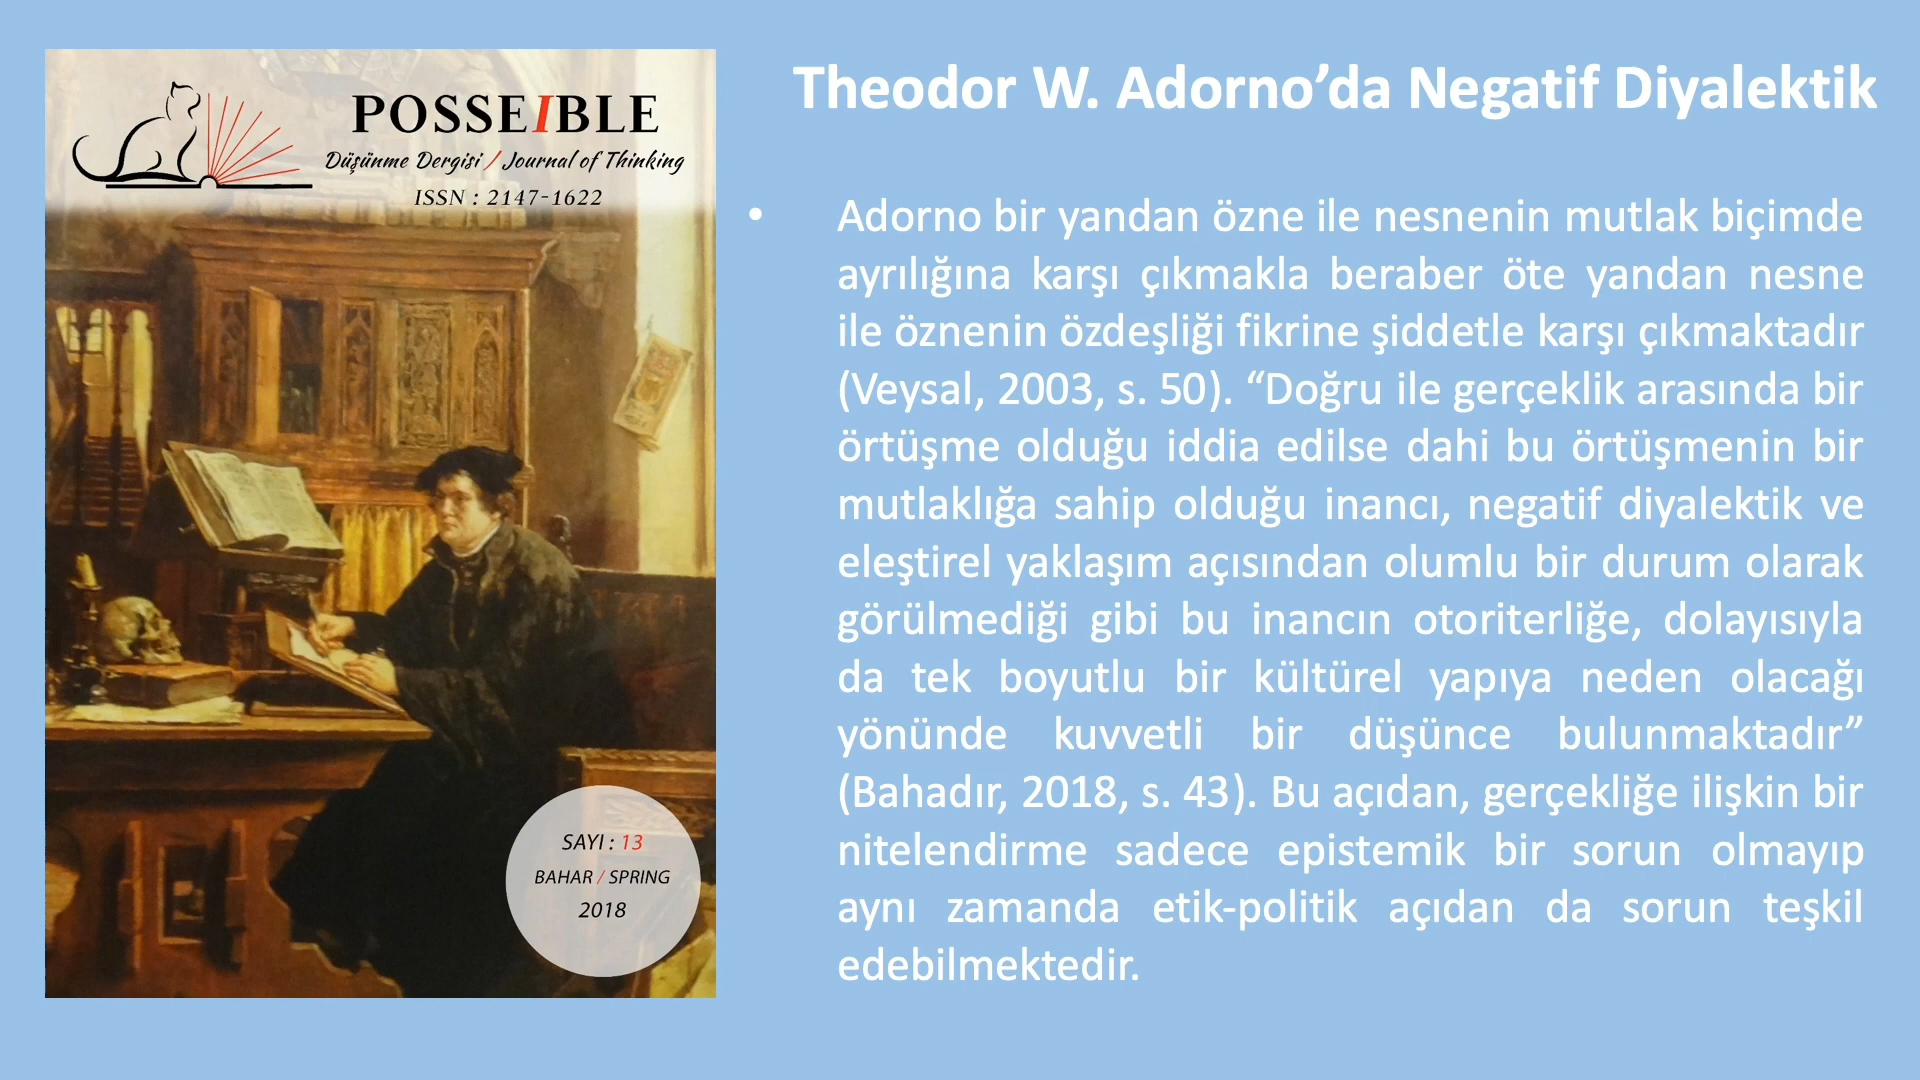 POSSEIBLE
Düşünme Dergisi / Journal of Thinking
ISSN : 2147-1622
SAYI : 13
BAHAR / SPRING
2018
Theodor W. Adorno’da Negatif Diyalektik
• Adorno bir yandan özne ile nesnenin mutlak biçimde
ayrılığına karşı çıkmakla beraber öte yandan nesne
ile öznenin özdeşliği fikrine şiddetle karşı çıkmaktadır
(Veysal, 2003, s. 50). “Doğru ile gerçeklik arasında bir
örtüşme olduğu iddia edilse dahi bu örtüşmenin bir
mutlaklığa sahip olduğu inancı, negatif diyalektik ve
eleştirel yaklaşım açısından olumlu bir durum olarak
görülmediği gibi bu inancın otoriterliğe, dolayısıyla
da tek boyutlu bir kültürel yapıya neden olacağı
yönünde kuvvetli bir düşünce bulunmaktadır”
(Bahadır, 2018, s. 43). Bu açıdan, gerçekliğe ilişkin bir
nitelendirme sadece epistemik bir sorun olmayıp
aynı zamanda etik-politik açıdan da sorun teşkil
edebilmektedir.